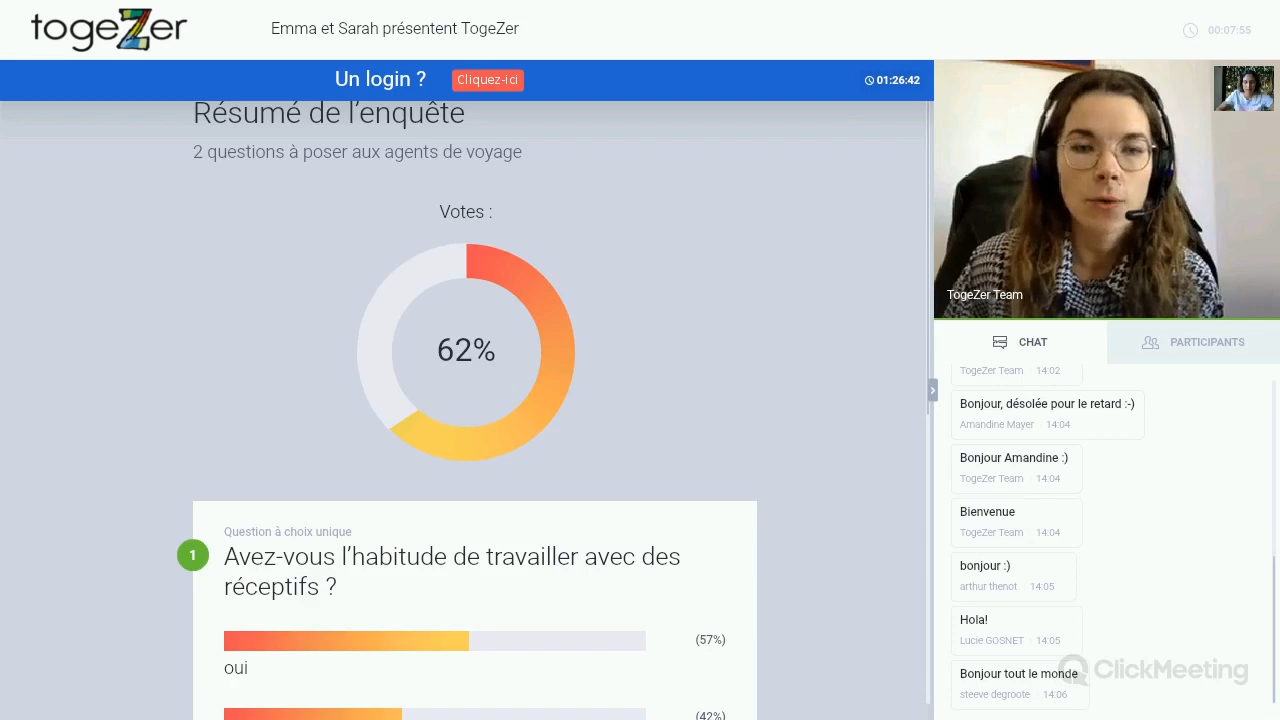 togeZer
Emma et Sarah présentent TogeZer
00:07:55
Un login ?
Cliquez-ici
01:26:42
Résumé de l'enquête
2 questions à poser aux agents de voyage
Votes :
62%
Question à choix unique
1
Avez-vous l'habitude de travailler avec des
réceptifs ?
(57%)
oui
(42%)
TogeZer Team
CHAT
PARTICIPANTS
TogeZer Team 14:02
Bonjour, désolée pour le retard :-)
Amandine Mayer 14:04
Bonjour Amandine :)
TogeZer Team 14:04
Bienvenue
TogeZer Team 14:04
bonjour :)
arthur thenot 14:05
Hola!
Lucie GOSNET 14:05
Bonjour tout le monde
steeve degroote 14:06
ClickMeeting